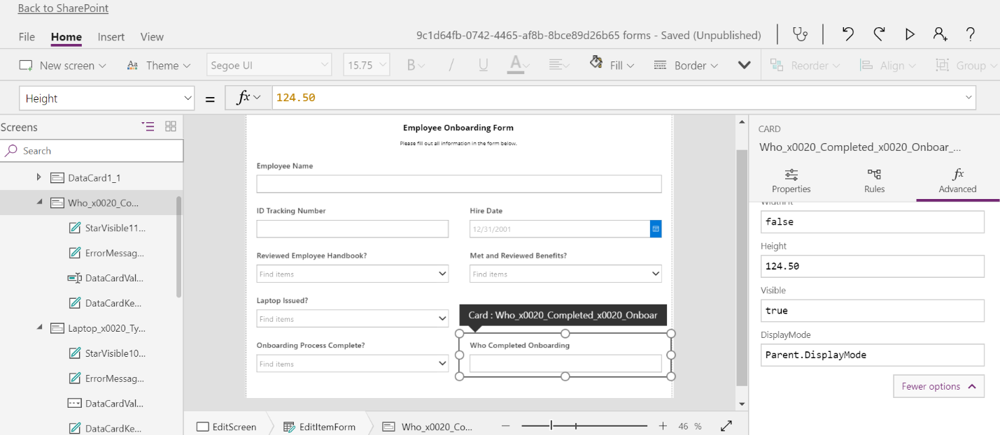 Back to SharePoint
File Home Insert View
9c1d64fb-0742-4465-af8b-8bce89d26b65 forms - Saved (Unpublished)
New screen Theme Segoe UI 15.75 B / U A Fill Border Reorder Align Group
Height = fx 124.50
Screens
Search
DataCard1_1
Who_x0020_Co...
StarVisible11...
ErrorMessag...
DataCardVal...
DataCardKe...
Laptop_x0020_Ty...
StarVisible10...
ErrorMessag...
DataCardVal...
DataCardKe...
Employee Onboarding Form
Please fill out all information in the form below.
Employee Name
ID Tracking Number Hire Date
12/31/2001
Reviewed Employee Handbook? Met and Reviewed Benefits?
Find items Find items
Laptop Issued?
Find items
Card : Who_x0020_Completed_x0020_Onboar
Onboarding Process Complete? Who Completed Onboarding
Find items
EditScreen EditItemForm Who_x0020_Co... 46 %
CARD
Who_x0020_Completed_x0020_Onboar_...
Properties Rules fx Advanced
WidthFit
false
Height
124.50
Visible
true
DisplayMode
Parent.DisplayMode
Fewer options